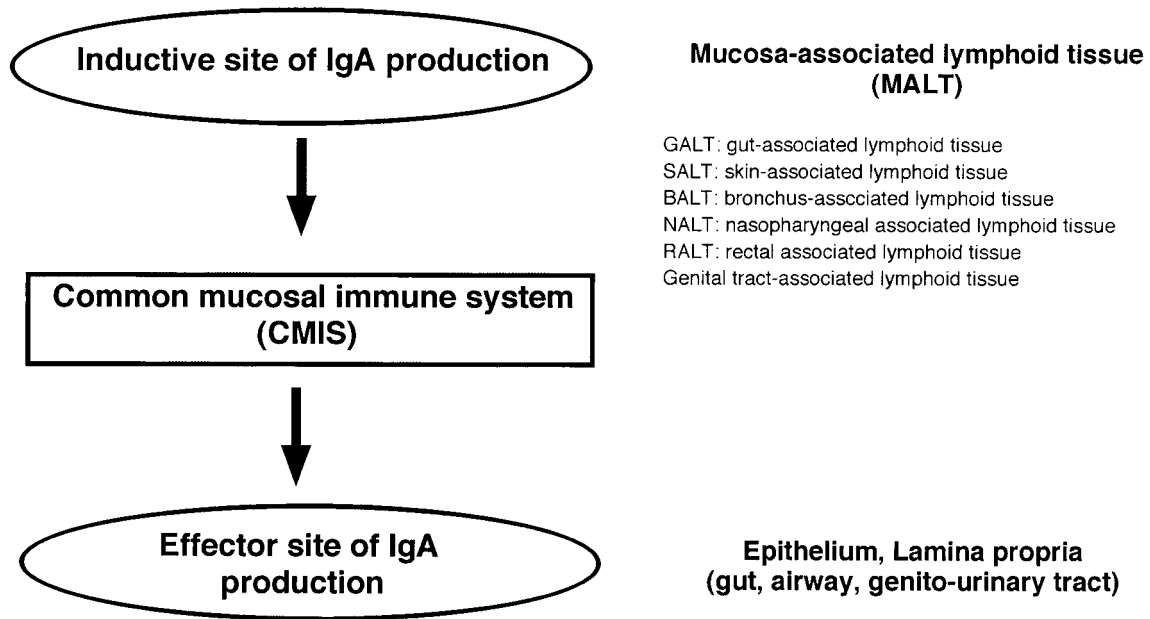 Inductive site of IgA production
Mucosa-associated lymphoid tissue
(MALT)
GALT: gut-associated lymphoid tissue
SALT: skin-associated lymphoid tissue
BALT: bronchus-asscciated lymphoid tissue
NALT: nasopharyngeal associated lymphoid tissue
RALT: rectal associated lymphoid tissue
Genital tract-associated lymphoid tissue
Common mucosal immune system
(CMIS)
Effector site of IgA
production
Epithelium, Lamina propria
(gut, airway, genito-urinary tract)